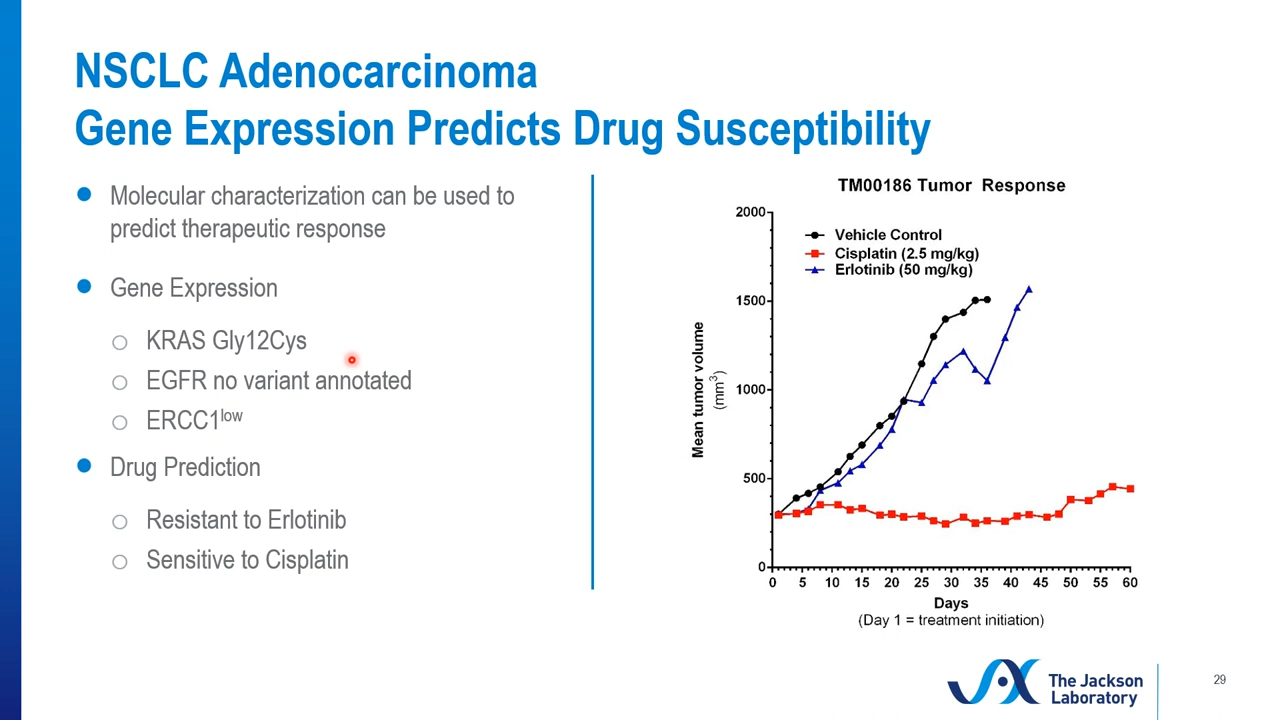 NSCLC Adenocarcinoma
Gene Expression Predicts Drug Susceptibility
Molecular characterization can be used to
predict therapeutic response
Gene Expression
KRAS Gly12Cys
EGFR no variant annotated
ERCC1low
Drug Prediction
Resistant to Erlotinib
Sensitive to Cisplatin
TM00186 Tumor Response
Vehicle Control
Cisplatin (2.5 mg/kg)
Erlotinib (50 mg/kg)
Mean tumor volume
(mm3)
2000
1500
1000
500
0
0 5 10 15 20 25 30 35 40 45 50 55 60
Days
(Day 1 = treatment initiation)
The Jackson
Laboratory
29